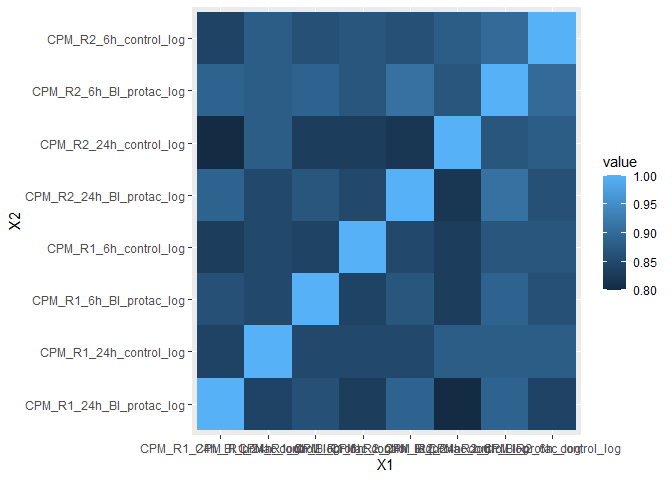 CPM_R2_6h_control_log
CPM_R2_6h_BI_protac_log
CPM_R2_24h_control_log
CPM_R2_24h_BI_protac_log
CPM_R1_6h_control_log
CPM_R1_6h_BI_protac_log
CPM_R1_24h_control_log
CPM_R1_24h_BI_protac_log
X2
X1
value
1.00
0.95
0.90
0.85
0.80